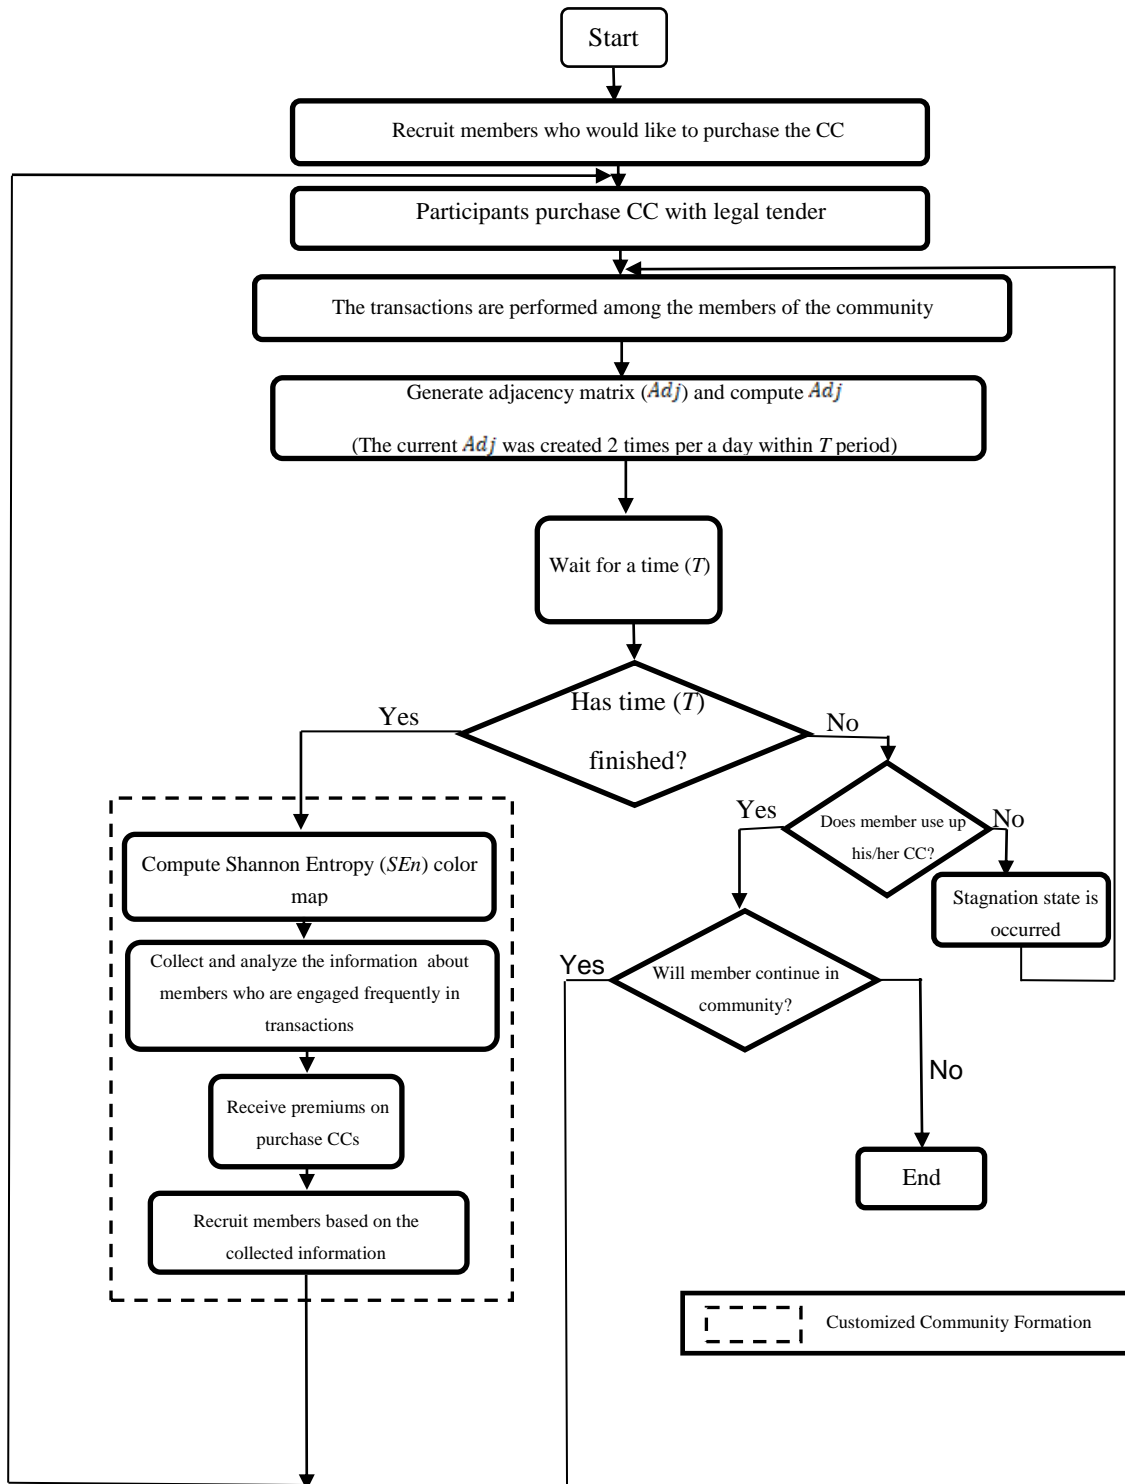 Start
Recruit members who would like to purchase the CC
Participants purchase CC with legal tender
The transactions are performed among the members of the community
Generate adjacency matrix (Adj) and compute Adj
(The current Adj was created 2 times per a day within T period)
Wait for a time (T)
Has time (T)
finished?
Yes
No
Does member use up
his/her CC?
Yes
No
Stagnation state is
occurred
Compute Shannon Entropy (SEn) color
map
Collect and analyze the information about
members who are engaged frequently in
transactions
Receive premiums on
purchase CCs
Recruit members based on the
collected information
Will member continue in
community?
Yes
No
End
Customized Community Formation